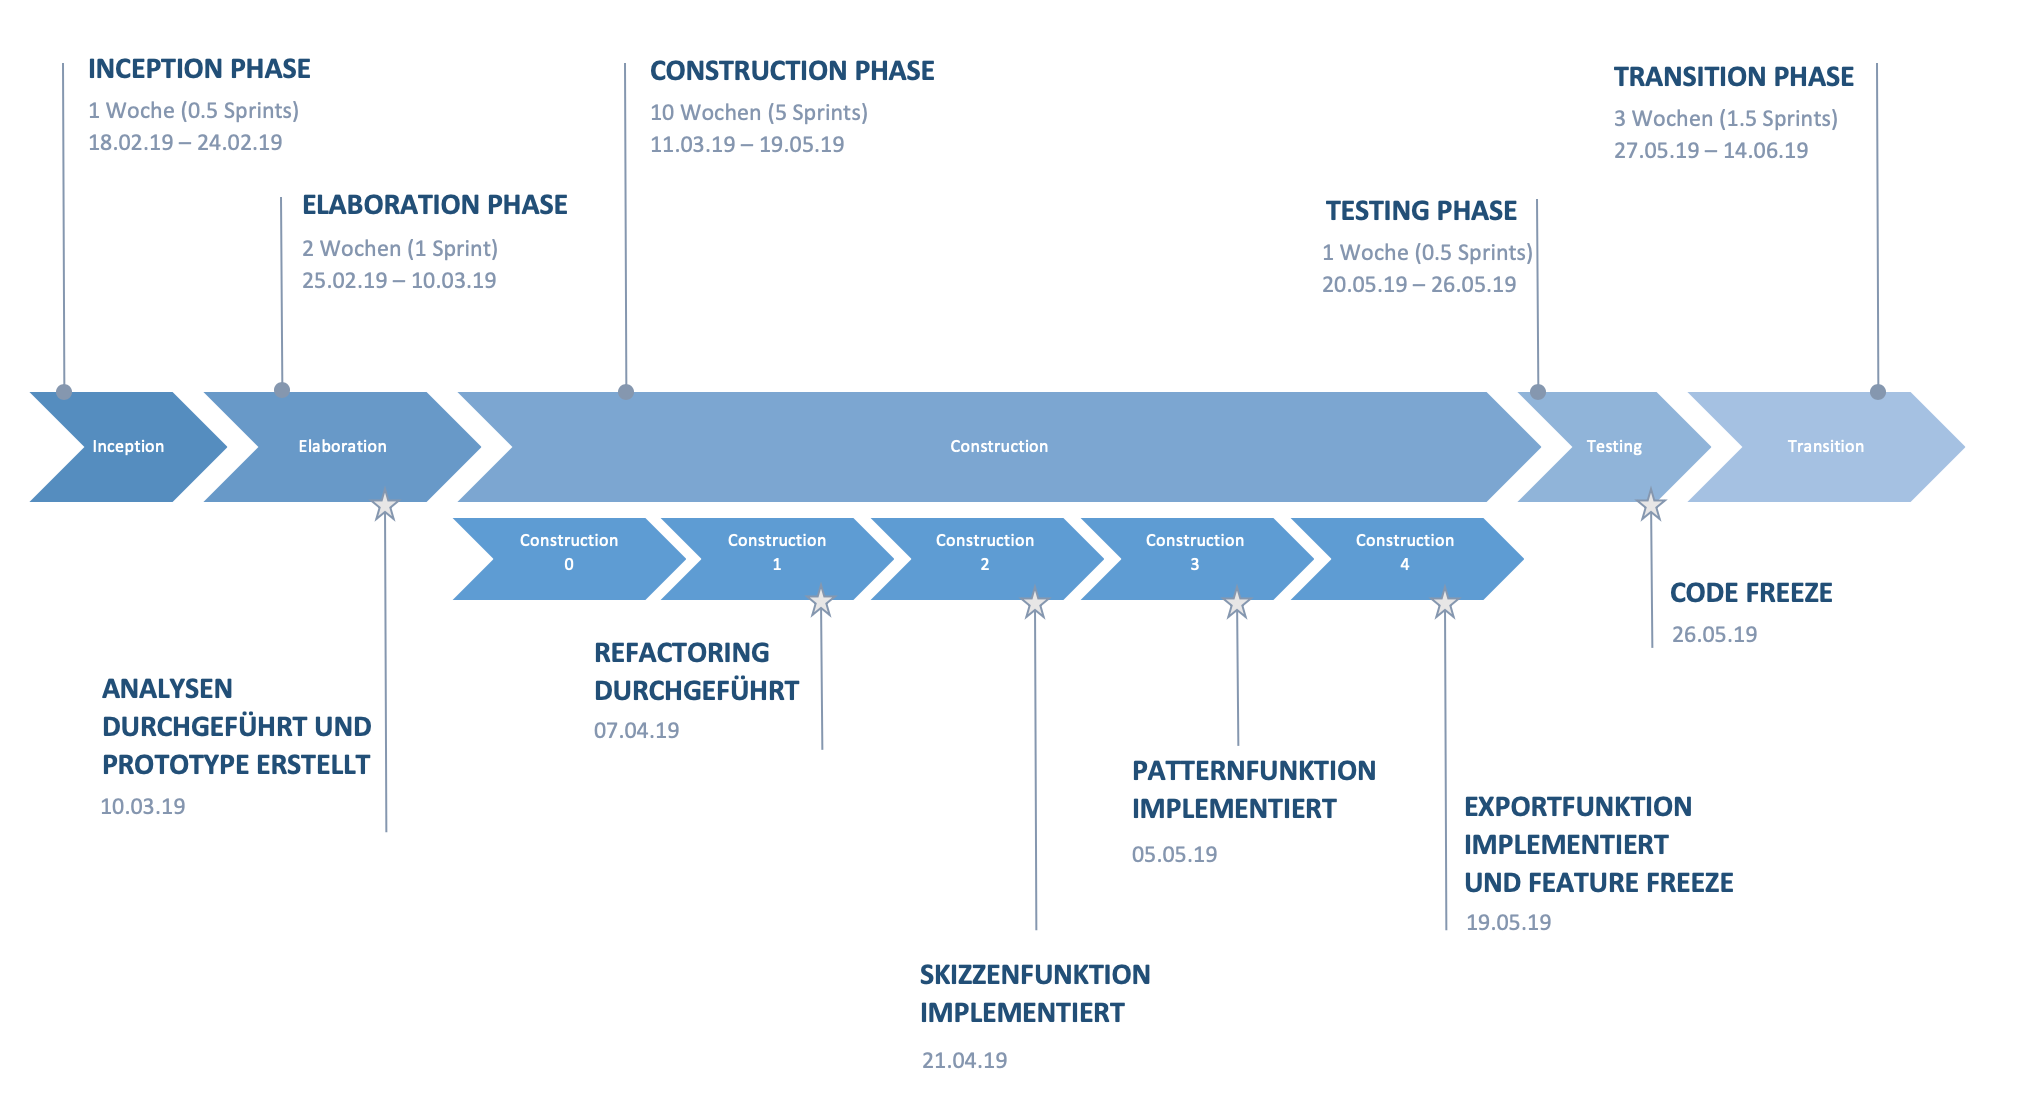 INCEPTION PHASE
1 Woche (0.5 Sprints)
18.02.19 – 24.02.19
ELABORATION PHASE
2 Wochen (1 Sprint)
25.02.19 – 10.03.19
CONSTRUCTION PHASE
10 Wochen (5 Sprints)
11.03.19 – 19.05.19
TESTING PHASE
1 Woche (0.5 Sprints)
20.05.19 – 26.05.19
TRANSITION PHASE
3 Wochen (1.5 Sprints)
27.05.19 – 14.06.19
Inception
Elaboration
Construction
Testing
Transition
Construction
0
Construction
1
Construction
2
Construction
3
Construction
4
ANALYSEN
DURCHGEFÜHRT UND
PROTOTYPE ERSTELLT
10.03.19
REFACTORING
DURCHGEFÜHRT
07.04.19
SKIZZENFUNKTION
IMPLEMENTIERT
21.04.19
PATTERNFUNKTION
IMPLEMENTIERT
05.05.19
EXPORTFUNKTION
IMPLEMENTIERT
UND FEATURE FREEZE
19.05.19
CODE FREEZE
26.05.19